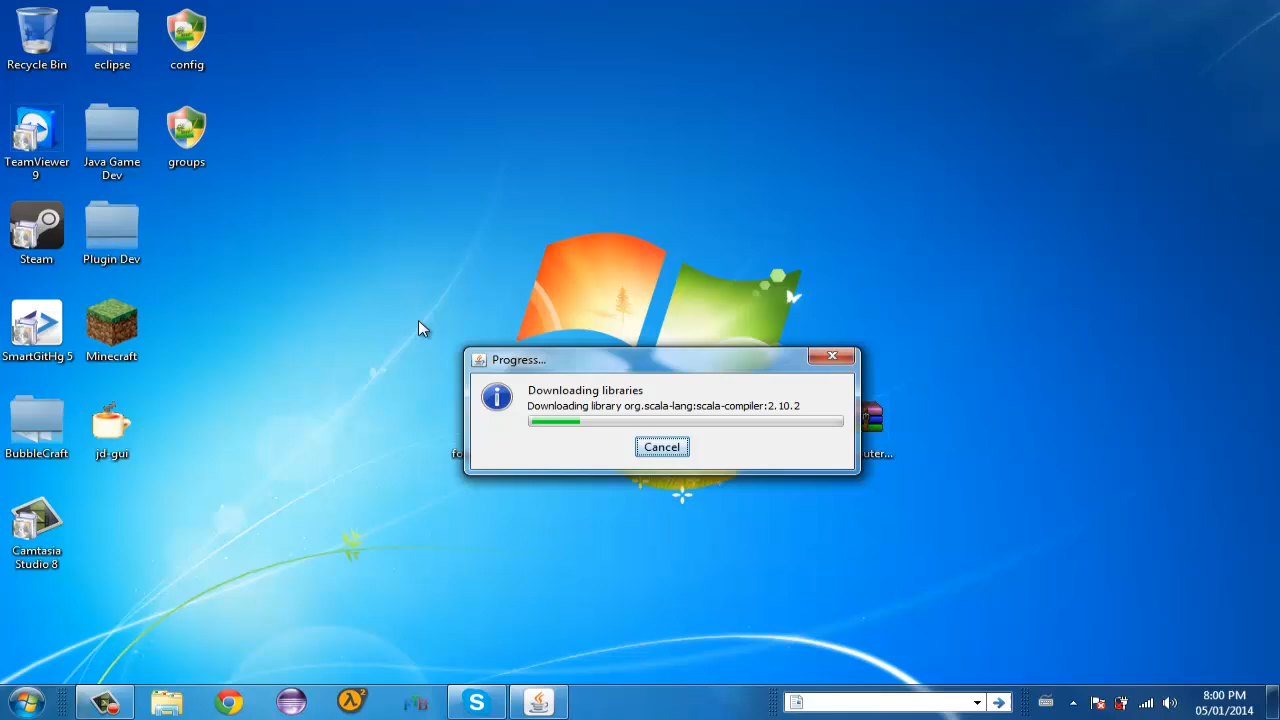 Recycle Bin
eclipse
config
TeamViewer
9
Java Game
Dev
groups
Steam
Plugin Dev
SmartGitHg 5
Minecraft
Progress...
Downloading libraries
Downloading library org.scala-lang:scala-compiler:2.10.2
Cancel
BubbleCraft
jd-gui
fo
uter...
Camtasia
Studio 8
8:00 PM
05/01/2014